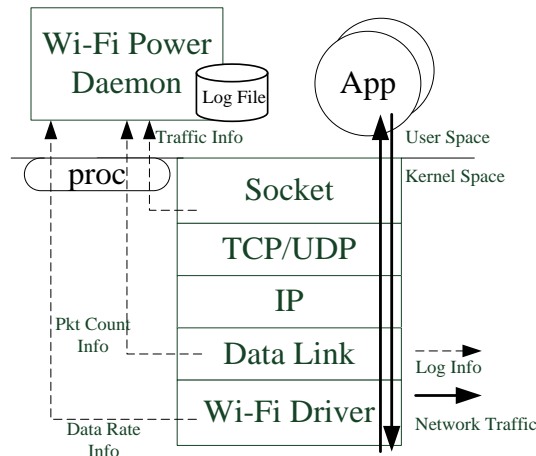 Wi-Fi Power
Daemon
Log File
App
Traffic Info
User Space
proc
Kernel Space
Socket
TCP/UDP
IP
Pkt Count
Info
Data Link
Log Info
Wi-Fi Driver
Network Traffic
Data Rate
Info